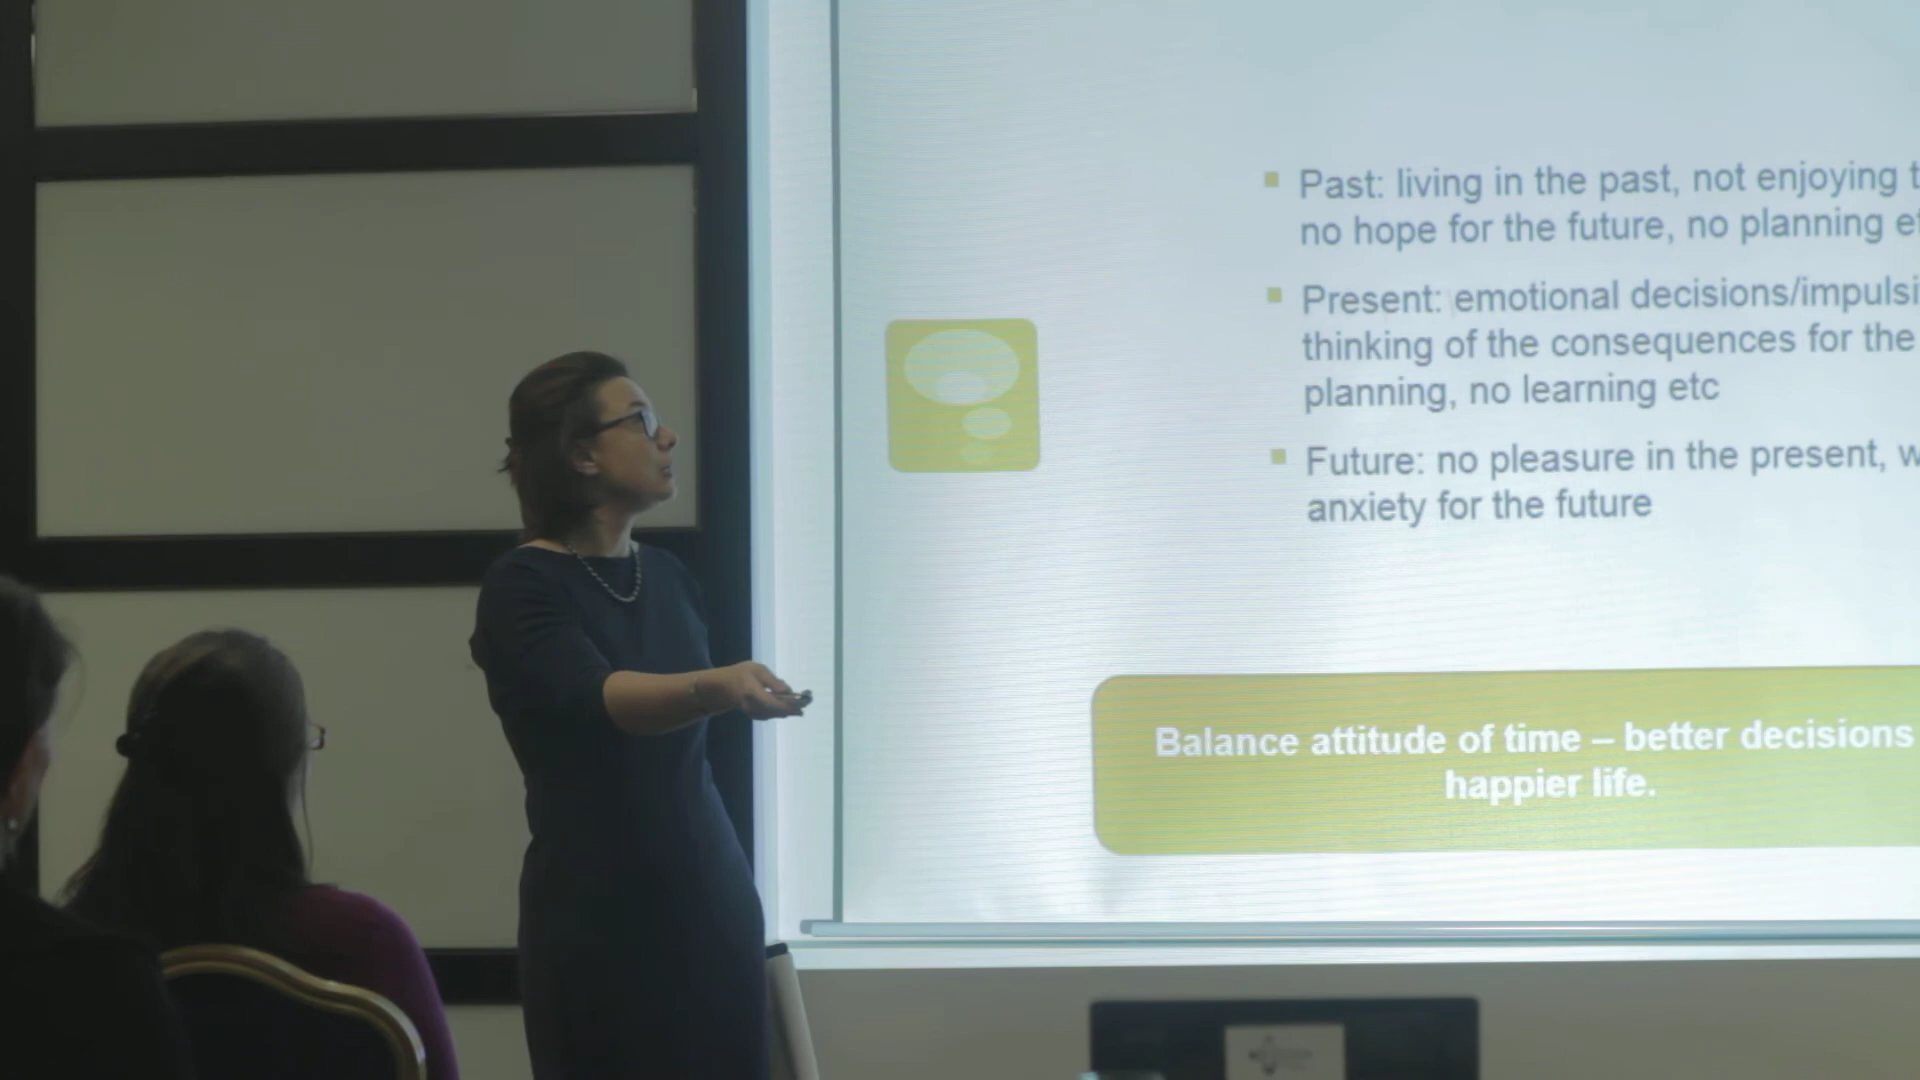 Past: living in the past, not enjoying
no hope for the future, no planning
Present: emotional decisions/impulsi
thinking of the consequences for the
planning, no learning etc
Future: no pleasure in the present,
anxiety for the future
Balance attitude of time – better decisions
happier life.